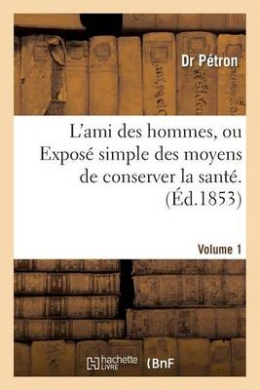 Dr Pétron
L'ami des hommes, ou
Exposé simple des moyens
de conserver la santé.
(Éd.1853)
Volume 1
hachette
LIVRE
{BnF